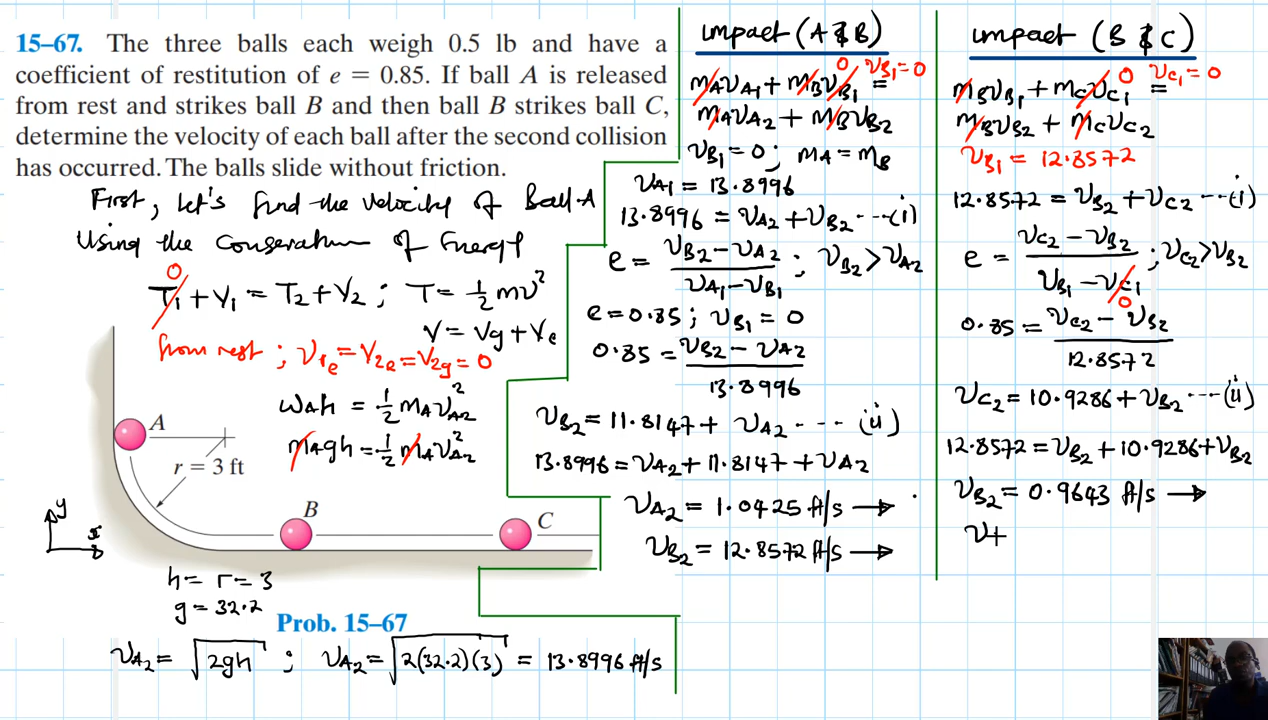 15–67. The three balls each weigh 0.5 lb and have a
coefficient of restitution of e = 0.85. If ball A is released
from rest and strikes ball B and then ball B strikes ball C,
determine the velocity of each ball after the second collision
has occurred. The balls slide without friction.
First, let's find the velocity of Ball-A
Using the Conservation of Energy
0
T₁ + V₁ = T₂ + V₂ ; T = ½mv²
V = Vg + Ve
from rest ; V₁e = V₂e = V₂g = 0
WAh = ½ mA vA2²
mAgh = ½ mA vA2²
A
r = 3 ft
B
C
y
x
h = r = 3
g = 32.2
Prob. 15–67
vA2 = √2gh ; vA2 = √2(32.2)(3) = 13.8996 ft/s
impact (A & B)
0 vB1 = 0
mAvA1 + mBvB1 =
mAvA2 + mBvB2
vB1 = 0 ; mA = mB
vA1 = 13.8996
13.8996 = vA2 + vB2 --- (i)
e = (vB2 - vA2)/(vA1 - vB1) ; vB2 > vA2
e = 0.85 ; vB1 = 0
0.85 = (vB2 - vA2)/13.8996
vB2 = 11.8147 + vA2 --- (ii)
13.8996 = vA2 + 11.8147 + vA2
vA2 = 1.0425 ft/s →
vB2 = 12.8572 ft/s →
impact (B & C)
0 vC1 = 0
mBvB1 + mCvC1 =
mBvB2 + mCvC2
vB1 = 12.8572
12.8572 = vB2 + vC2 --- (i)
e = (vC2 - vB2)/(vB1 - vC1) ; vC2 > vB2
0
0.85 = (vC2 - vB2)/12.8572
vC2 = 10.9286 + vB2 --- (ii)
12.8572 = vB2 + 10.9286 + vB2
vB2 = 0.9643 ft/s →